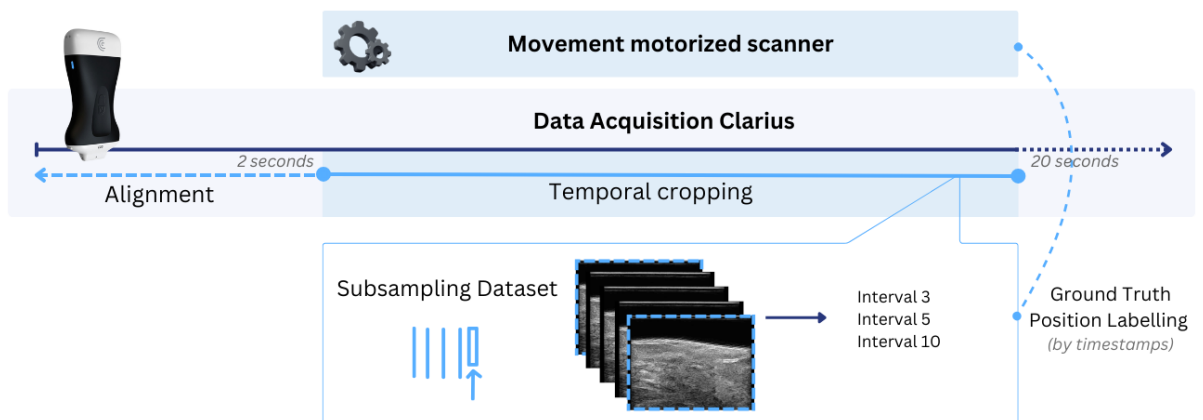 Movement motorized scanner
Data Acquisition Clarius
2 seconds
20 seconds
Alignment
Temporal cropping
Subsampling Dataset
Interval 3
Interval 5
Interval 10
Ground Truth
Position Labelling
(by timestamps)